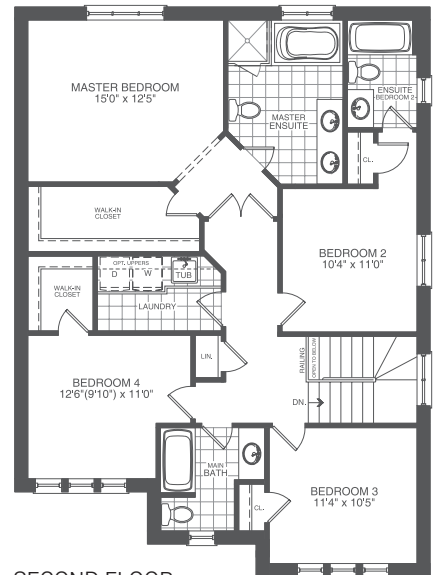 MASTER BEDROOM
15'0" x 12'5"
MASTER
ENSUITE
ENSUITE
BEDROOM 2
CL.
WALK-IN
CLOSET
BEDROOM 2
10'4" x 11'0"
OPT. UPPERS
D W
TUB
WALK-IN
CLOSET
LAUNDRY
LIN.
RAILING
OPEN TO BELOW
BEDROOM 4
12'6"(9'10") x 11'0"
DN.
MAIN
BATH
CL.
BEDROOM 3
11'4" x 10'5"
SECOND FLOOR